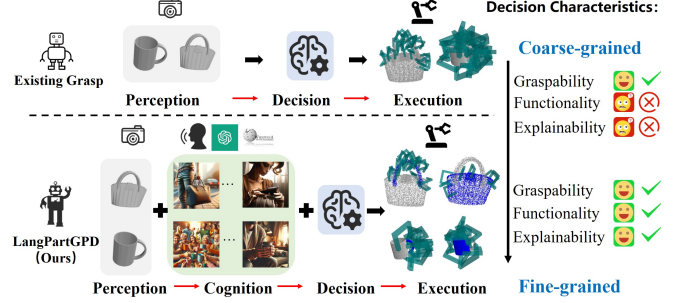 Decision Characteristics:
Existing Grasp
Perception
Decision
Execution
Coarse-grained
Graspability
Functionality
Explainability
LangPartGPD
(Ours)
Perception
Cognition
Decision
Execution
Graspability
Functionality
Explainability
Fine-grained